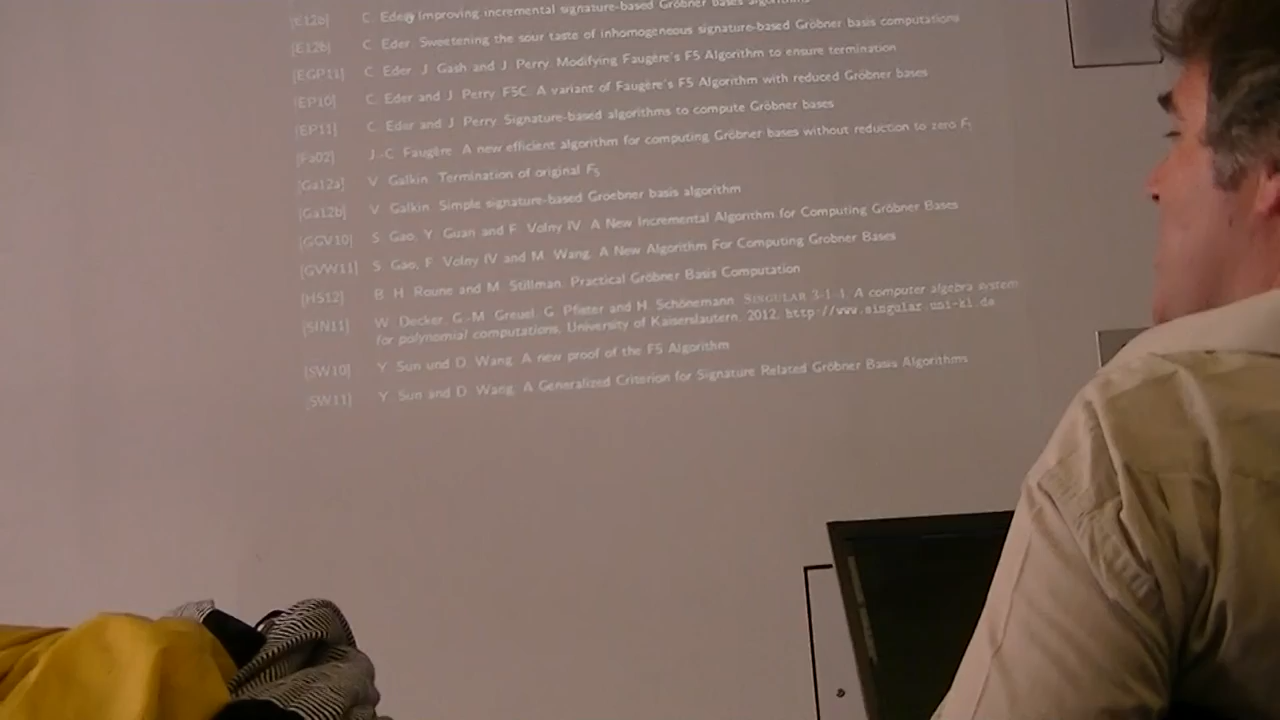 [E12a] C. Eder. Improving incremental signature-based Gröbner bases algorithms
[E12b] C. Eder. Sweetening the sour taste of inhomogeneous signature-based Gröbner basis computations
[EGP11] C. Eder, J. Gash and J. Perry. Modifying Faugère's F5 Algorithm to ensure termination
[EP10] C. Eder and J. Perry. F5C: A variant of Faugère's F5 Algorithm with reduced Gröbner bases
[EP11] C. Eder and J. Perry. Signature-based algorithms to compute Gröbner bases
[Fa02] J.-C. Faugère. A new efficient algorithm for computing Gröbner bases without reduction to zero F5
[Ga12a] V. Galkin. Termination of original F5
[Ga12b] V. Galkin. Simple signature-based Groebner basis algorithm
[GGV10] S. Gao, Y. Guan and F. Volny IV. A New Incremental Algorithm for Computing Gröbner Bases
[GVW11] S. Gao, F. Volny IV and M. Wang. A New Algorithm For Computing Grobner Bases
[HS12] B. H. Roune and M. Stillman. Practical Gröbner Basis Computation
[SIN11] W. Decker, G.-M. Greuel, G. Pfister and H. Schönemann. SINGULAR 3-1-1. A computer algebra system
for polynomial computations, University of Kaiserslautern, 2012, http://www.singular.uni-kl.de
[SW10] Y. Sun und D. Wang. A new proof of the F5 Algorithm
[SW11] Y. Sun and D. Wang. A Generalized Criterion for Signature Related Gröbner Basis Algorithms